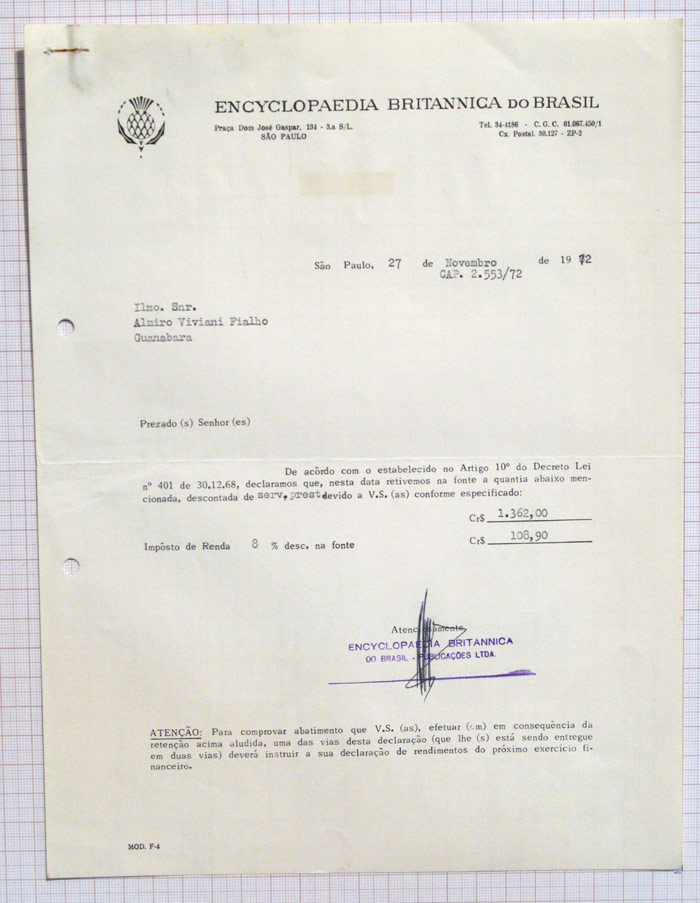 ENCYCLOPAEDIA BRITANNICA DO BRASIL
Praça Dom José Gaspar, 134 - 3.a S/L.
SÃO PAULO
Tel. 34-4186 - C. G. C. 61.067.450/1
Cx. Postal. 30.127 - ZP-2
São Paulo, 27 de Novembro de 1972
CAP. 2.553/72
Ilmo. Snr.
Almiro Viviani Fialho
Guanabara
Prezado (s) Senhor (es)
De acôrdo com o estabelecido no Artigo 10º do Decreto Lei
nº 401 de 30.12.68, declaramos que, nesta data retivemos na fonte a quantia abaixo men-
cionada, descontada de serv,prest devido a V.S. (as) conforme especificado:
Cr$ 1.362,00
Impôsto de Renda 8 % desc. na fonte Cr$ 108,90
Atenciosamente
ENCYCLOPAEDIA BRITANNICA
DO BRASIL - PUBLICAÇÕES LTDA.
ATENÇÃO: Para comprovar abatimento que V.S. (as), efetuar (em) em consequência da
retenção acima aludida, uma das vias desta declaração (que lhe (s) está sendo entregue
em duas vias) deverá instruir a sua declaração de rendimentos do próximo exercício fi-
nanceiro.
MOD. F-4